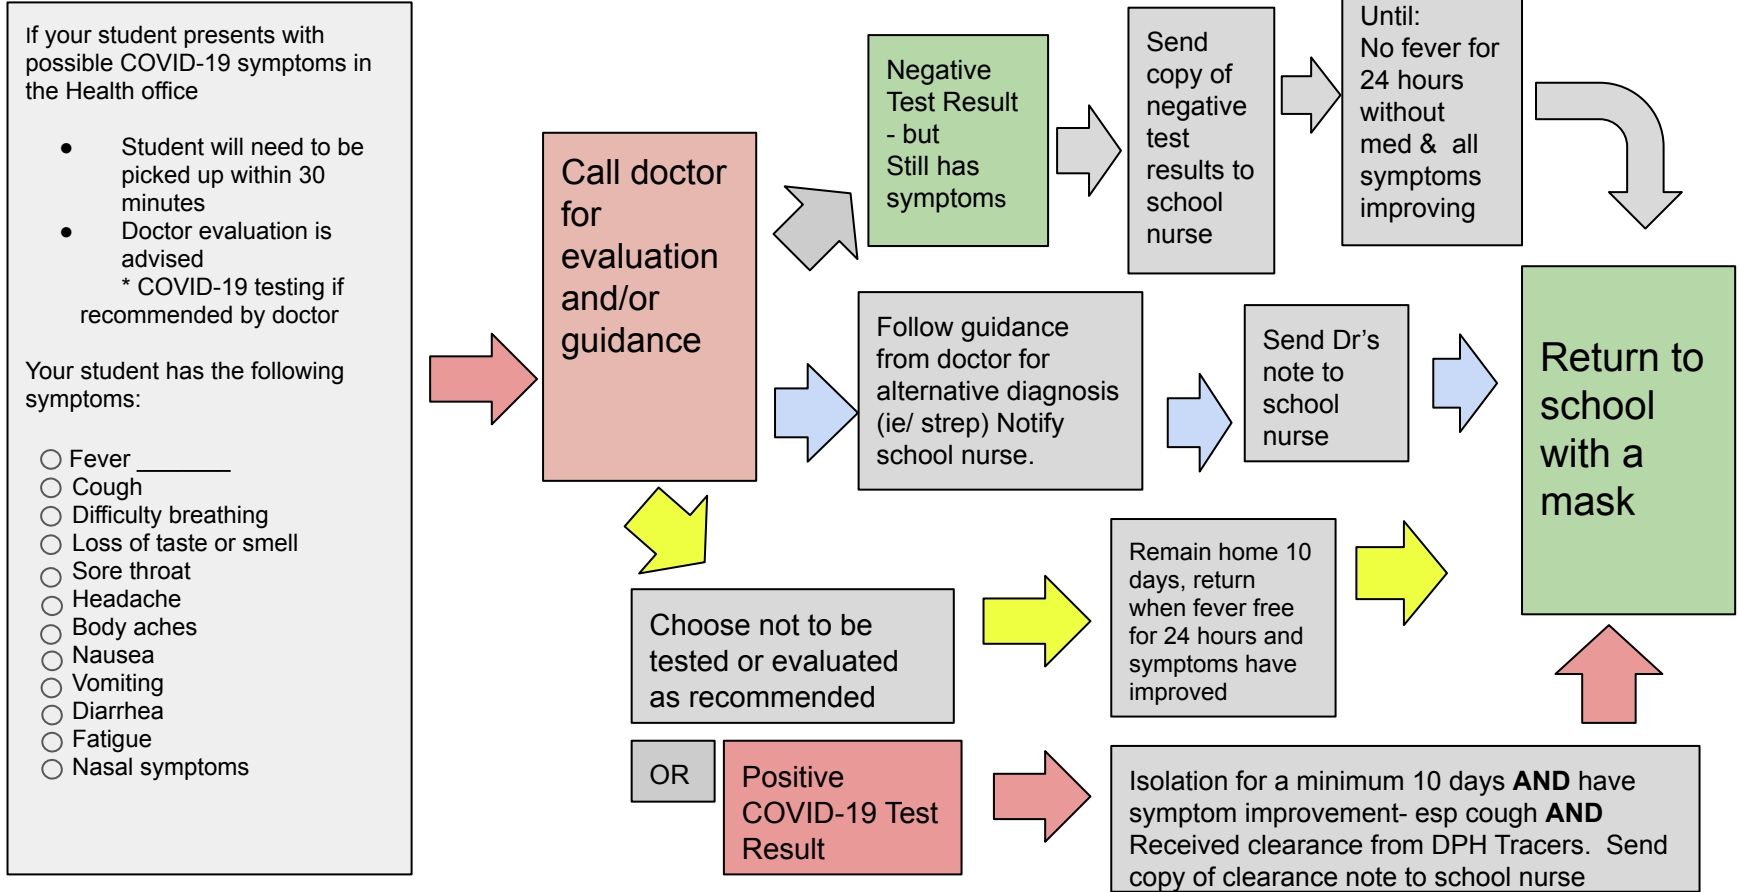 If your student presents with
possible COVID-19 symptoms in
the Health office
● Student will need to be
picked up within 30
minutes
● Doctor evaluation is
advised
* COVID-19 testing if
recommended by doctor
Your student has the following
symptoms:
○ Fever _______
○ Cough
○ Difficulty breathing
○ Loss of taste or smell
○ Sore throat
○ Headache
○ Body aches
○ Nausea
○ Vomiting
○ Diarrhea
○ Fatigue
○ Nasal symptoms
Call doctor
for
evaluation
and/or
guidance
Negative
Test Result
- but
Still has
symptoms
Send
copy of
negative
test
results to
school
nurse
Until:
No fever for
24 hours
without
med & all
symptoms
improving
Follow guidance
from doctor for
alternative diagnosis
(ie/ strep) Notify
school nurse.
Send Dr's
note to
school
nurse
Return to
school
with a
mask
Choose not to be
tested or evaluated
as recommended
Remain home 10
days, return
when fever free
for 24 hours and
symptoms have
improved
OR
Positive
COVID-19 Test
Result
Isolation for a minimum 10 days AND have
symptom improvement- esp cough AND
Received clearance from DPH Tracers. Send
copy of clearance note to school nurse